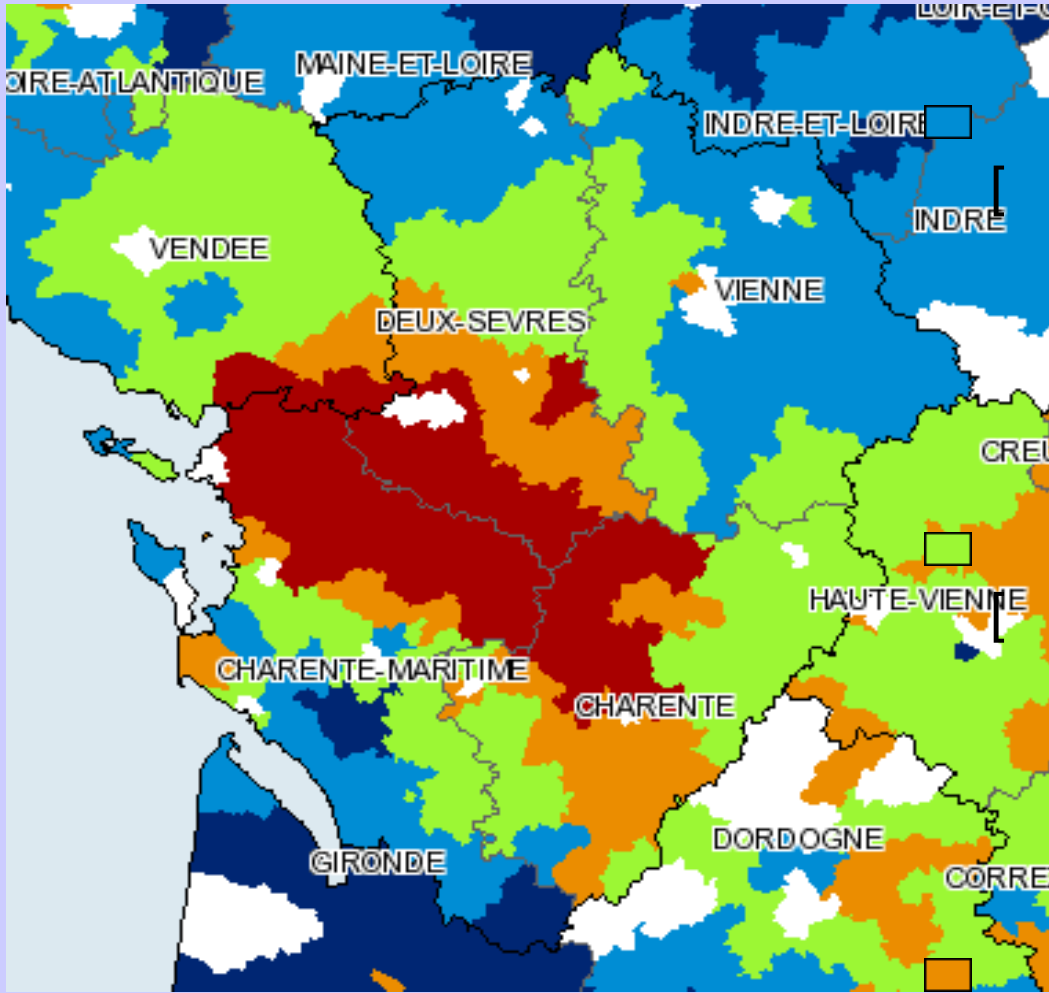 LOIR-ET-C
OIRE-ATLANTIQUE
MAINE-ET-LOIRE
INDRE-ET-LOIRE
[
INDRE
VENDEE
VIENNE
DEUX-SEVRES
CREU
HAUTE-VIENNE
[
CHARENTE-MARITIME
CHARENTE
DORDOGNE
GIRONDE
CORRE